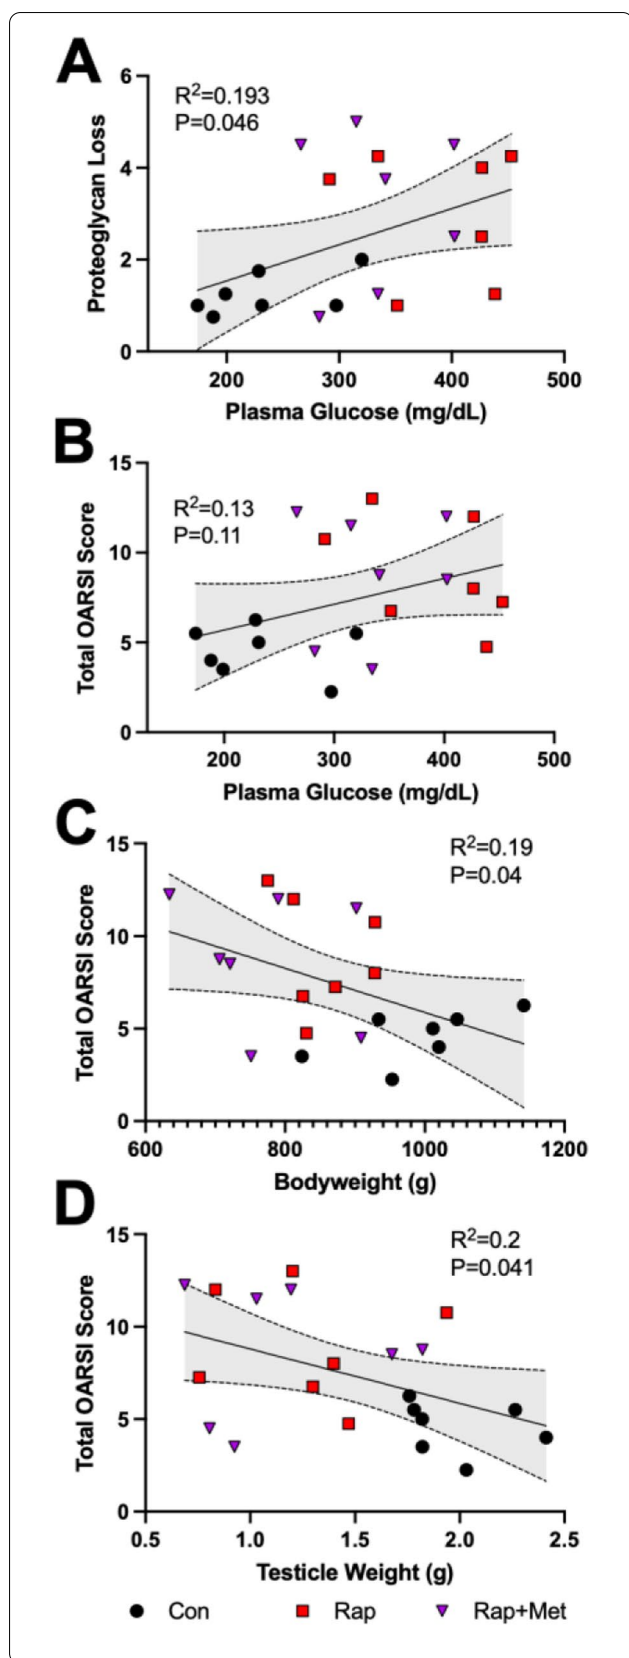 A
R²=0.193
P=0.046
Proteoglycan Loss
6
4
2
0
200 300 400 500
Plasma Glucose (mg/dL)
B
R²=0.13
P=0.11
Total OARSI Score
15
10
5
0
200 300 400 500
Plasma Glucose (mg/dL)
C
R²=0.19
P=0.04
Total OARSI Score
15
10
5
0
600 800 1000 1200
Bodyweight (g)
D
R²=0.2
P=0.041
Total OARSI Score
15
10
5
0
0.5 1.0 1.5 2.0 2.5
Testicle Weight (g)
Con Rap Rap+Met